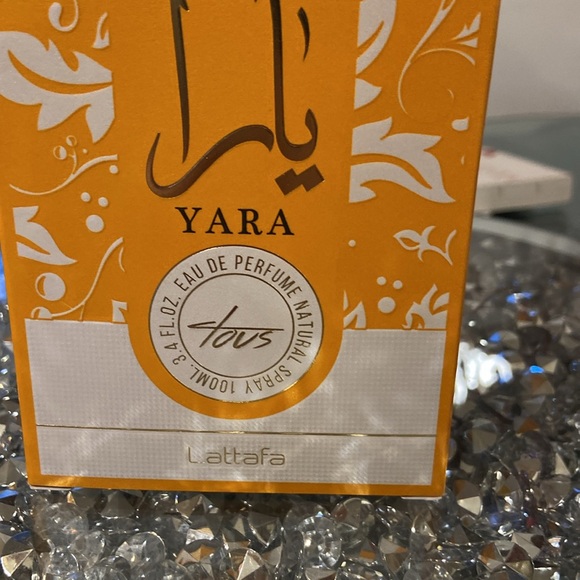 يارا
YARA
EAU DE PERFUME NATURAL SPRAY 100ML. 3.4 FL.OZ.
Tous
Lattafa